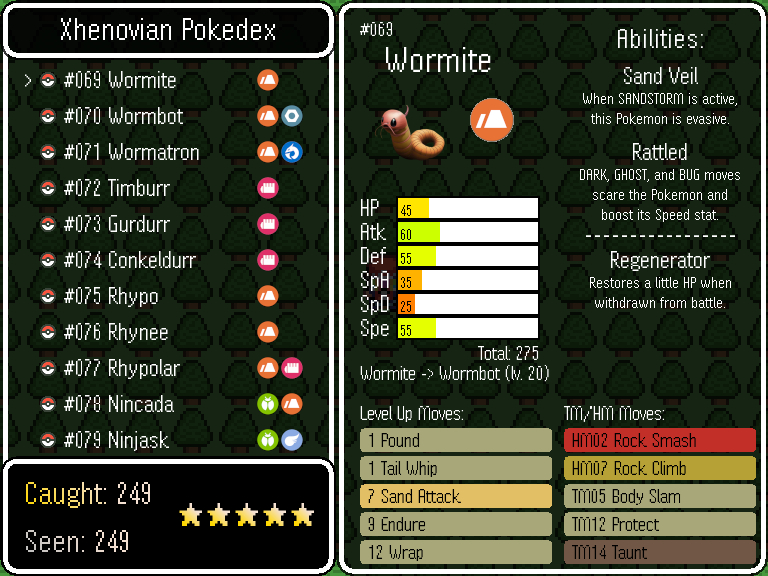 Xhenovian Pokedex
> #069 Wormite
#070 Wormbot
#071 Wormatron
#072 Timburr
#073 Gurdurr
#074 Conkeldurr
#075 Rhypo
#076 Rhynee
#077 Rhypolar
#078 Nincada
#079 Ninjask
Caught: 249
Seen: 249
#069
Wormite
HP 45
Atk 60
Def 55
SpA 35
SpD 25
Spe 55
Total: 275
Wormite -> Wormbot (lv. 20)
Abilities:
Sand Veil
When SANDSTORM is active,
this Pokemon is evasive.
Rattled
DARK, GHOST, and BUG moves
scare the Pokemon and
boost its Speed stat.
----------------
Regenerator
Restores a little HP when
withdrawn from battle.
Level Up Moves:
1 Pound
1 Tail Whip
7 Sand Attack
9 Endure
12 Wrap
TM/HM Moves:
HM02 Rock Smash
HM07 Rock Climb
TM05 Body Slam
TM12 Protect
TM14 Taunt